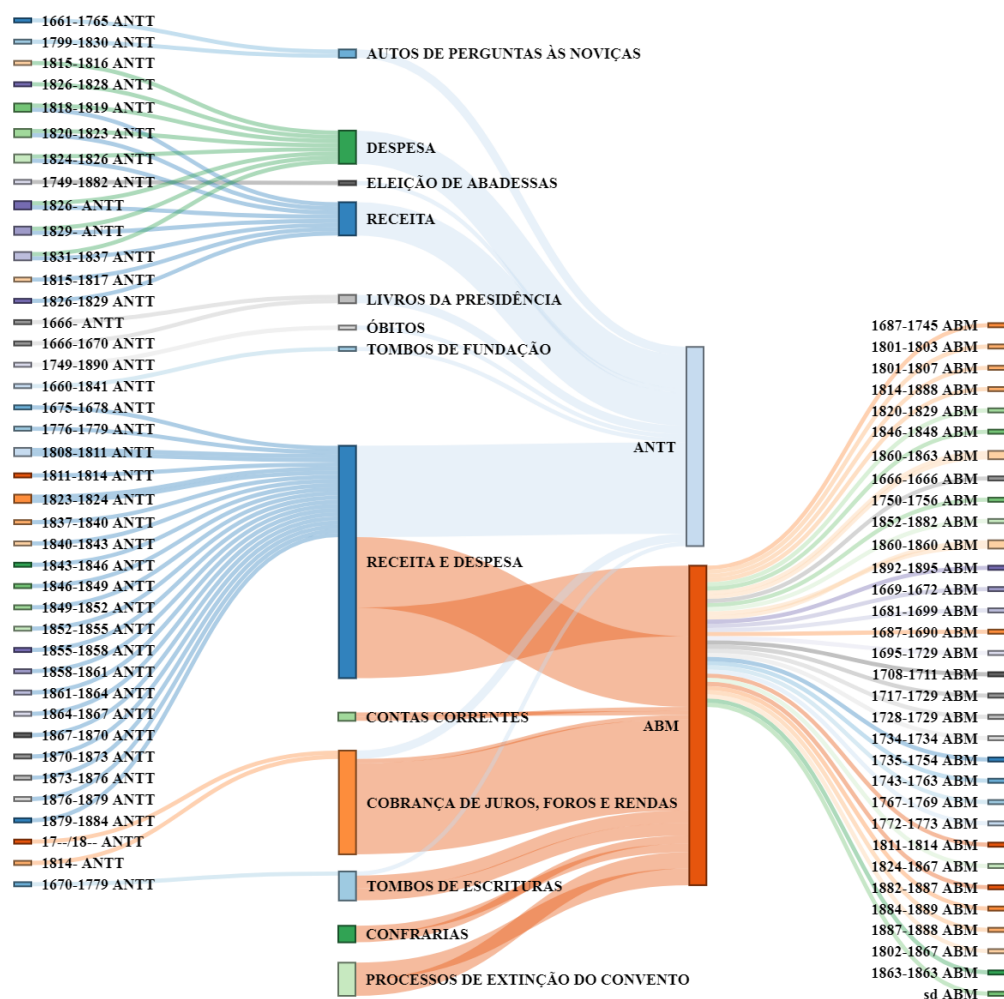 1661-1765 ANTT
1799-1830 ANTT
1815-1816 ANTT
1826-1828 ANTT
1818-1819 ANTT
1820-1823 ANTT
1824-1826 ANTT
1749-1882 ANTT
1826- ANTT
1829- ANTT
1831-1837 ANTT
1815-1817 ANTT
1826-1829 ANTT
1666- ANTT
1666-1670 ANTT
1749-1890 ANTT
1660-1841 ANTT
1675-1678 ANTT
1776-1779 ANTT
1808-1811 ANTT
1811-1814 ANTT
1823-1824 ANTT
1837-1840 ANTT
1840-1843 ANTT
1843-1846 ANTT
1846-1849 ANTT
1849-1852 ANTT
1852-1855 ANTT
1855-1858 ANTT
1858-1861 ANTT
1861-1864 ANTT
1864-1867 ANTT
1867-1870 ANTT
1870-1873 ANTT
1873-1876 ANTT
1876-1879 ANTT
1879-1884 ANTT
17--/18-- ANTT
1814- ANTT
1670-1779 ANTT
AUTOS DE PERGUNTAS ÀS NOVIÇAS
DESPESA
ELEIÇÃO DE ABADESSAS
RECEITA
LIVROS DA PRESIDÊNCIA
ÓBITOS
TOMBOS DE FUNDAÇÃO
RECEITA E DESPESA
CONTAS CORRENTES
COBRANÇA DE JUROS, FOROS E RENDAS
TOMBOS DE ESCRITURAS
CONFRARIAS
PROCESSOS DE EXTINÇÃO DO CONVENTO
ANTT
ABM
1687-1745 ABM
1801-1803 ABM
1801-1807 ABM
1814-1888 ABM
1820-1829 ABM
1846-1848 ABM
1860-1863 ABM
1666-1666 ABM
1750-1756 ABM
1852-1882 ABM
1860-1860 ABM
1892-1895 ABM
1669-1672 ABM
1681-1699 ABM
1687-1690 ABM
1695-1729 ABM
1708-1711 ABM
1717-1729 ABM
1728-1729 ABM
1734-1734 ABM
1735-1754 ABM
1743-1763 ABM
1767-1769 ABM
1772-1773 ABM
1811-1814 ABM
1824-1867 ABM
1882-1887 ABM
1884-1889 ABM
1887-1888 ABM
1802-1867 ABM
1863-1863 ABM
sd ABM